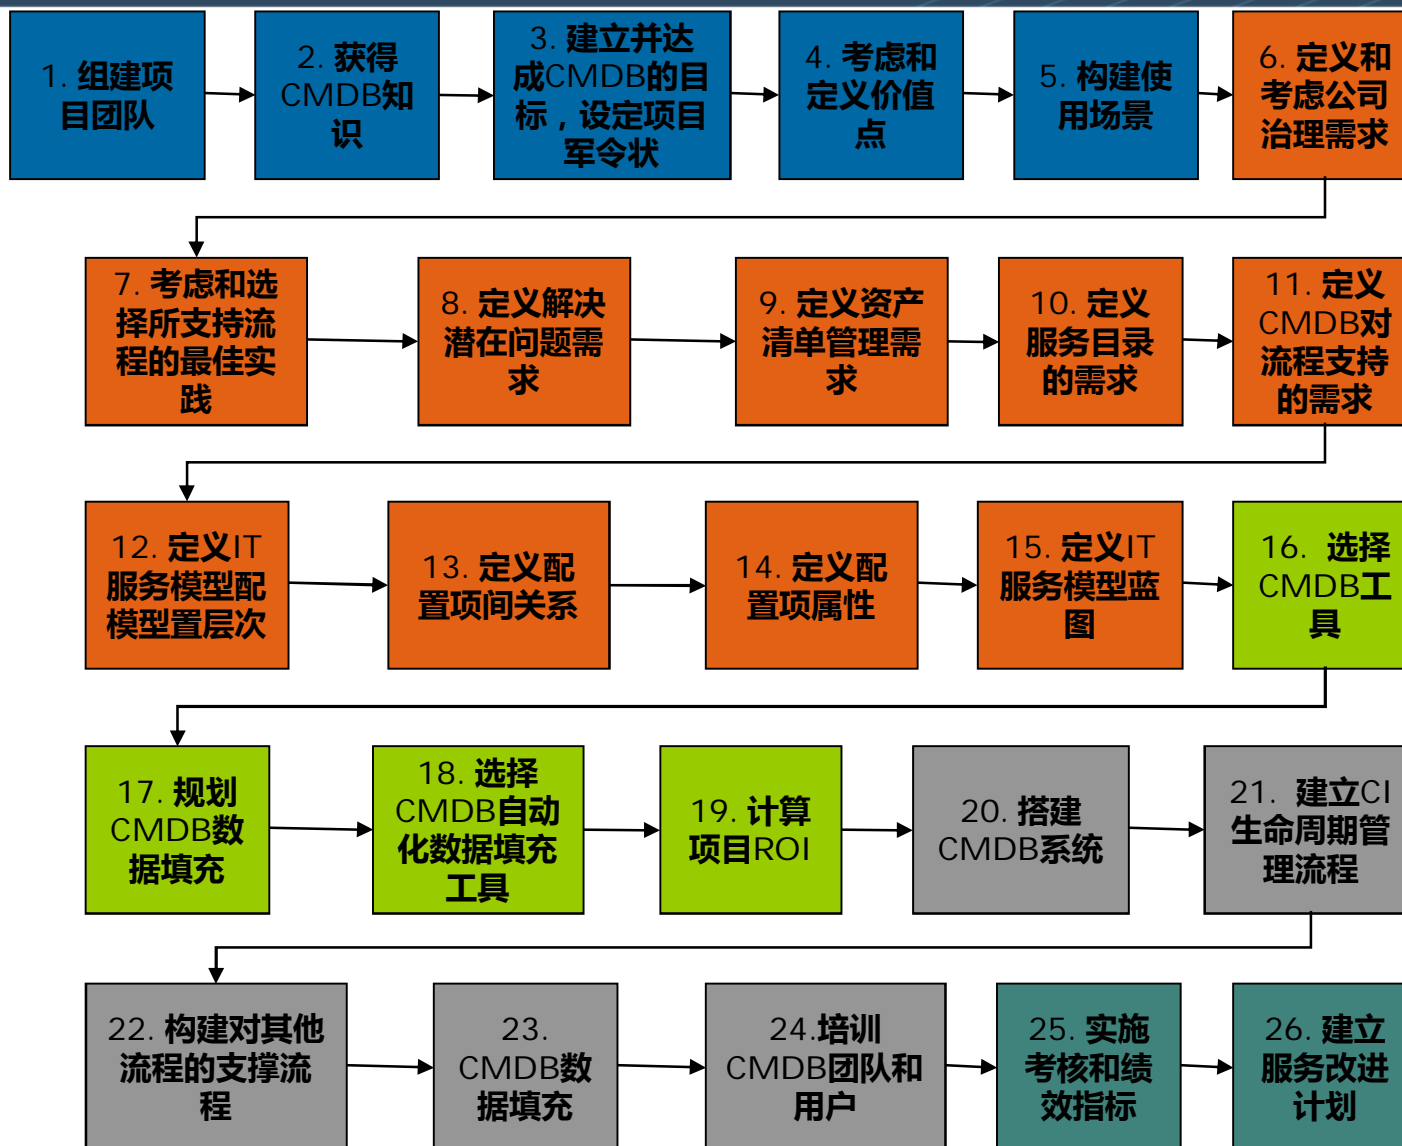 1. 组建项
目团队
2. 获得
CMDB知
识
3. 建立并达
成CMDB的目
标，设定项目
军令状
4. 考虑和
定义价值
点
5. 构建使
用场景
6. 定义和
考虑公司
治理需求
7. 考虑和选
择所支持流
程的最佳实
践
8. 定义解决
潜在问题需
求
9. 定义资产
清单管理需
求
10. 定义
服务目录
的需求
11. 定义
CMDB对
流程支持
的需求
12. 定义IT
服务模型配
模型置层次
13. 定义配
置项间关系
14. 定义配
置项属性
15. 定义IT
服务模型蓝
图
16. 选择
CMDB工
具
17. 规划
CMDB数
据填充
18. 选择
CMDB自动
化数据填充
工具
19. 计算
项目ROI
20. 搭建
CMDB系统
21. 建立CI
生命周期管
理流程
22. 构建对其他
流程的支撑流
程
23.
CMDB数
据填充
24.培训
CMDB团队和
用户
25. 实施
考核和绩
效指标
26. 建立
服务改进
计划